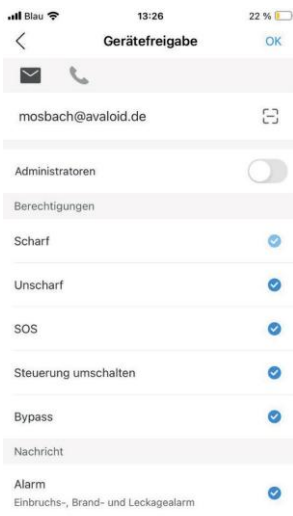 Blau 13:26 22 %
Gerätefreigabe OK
mosbach@avaloid.de
Administratoren
Berechtigungen
Scharf
Unscharf
SOS
Steuerung umschalten
Bypass
Nachricht
Alarm
Einbruchs-, Brand- und Leckagealarm